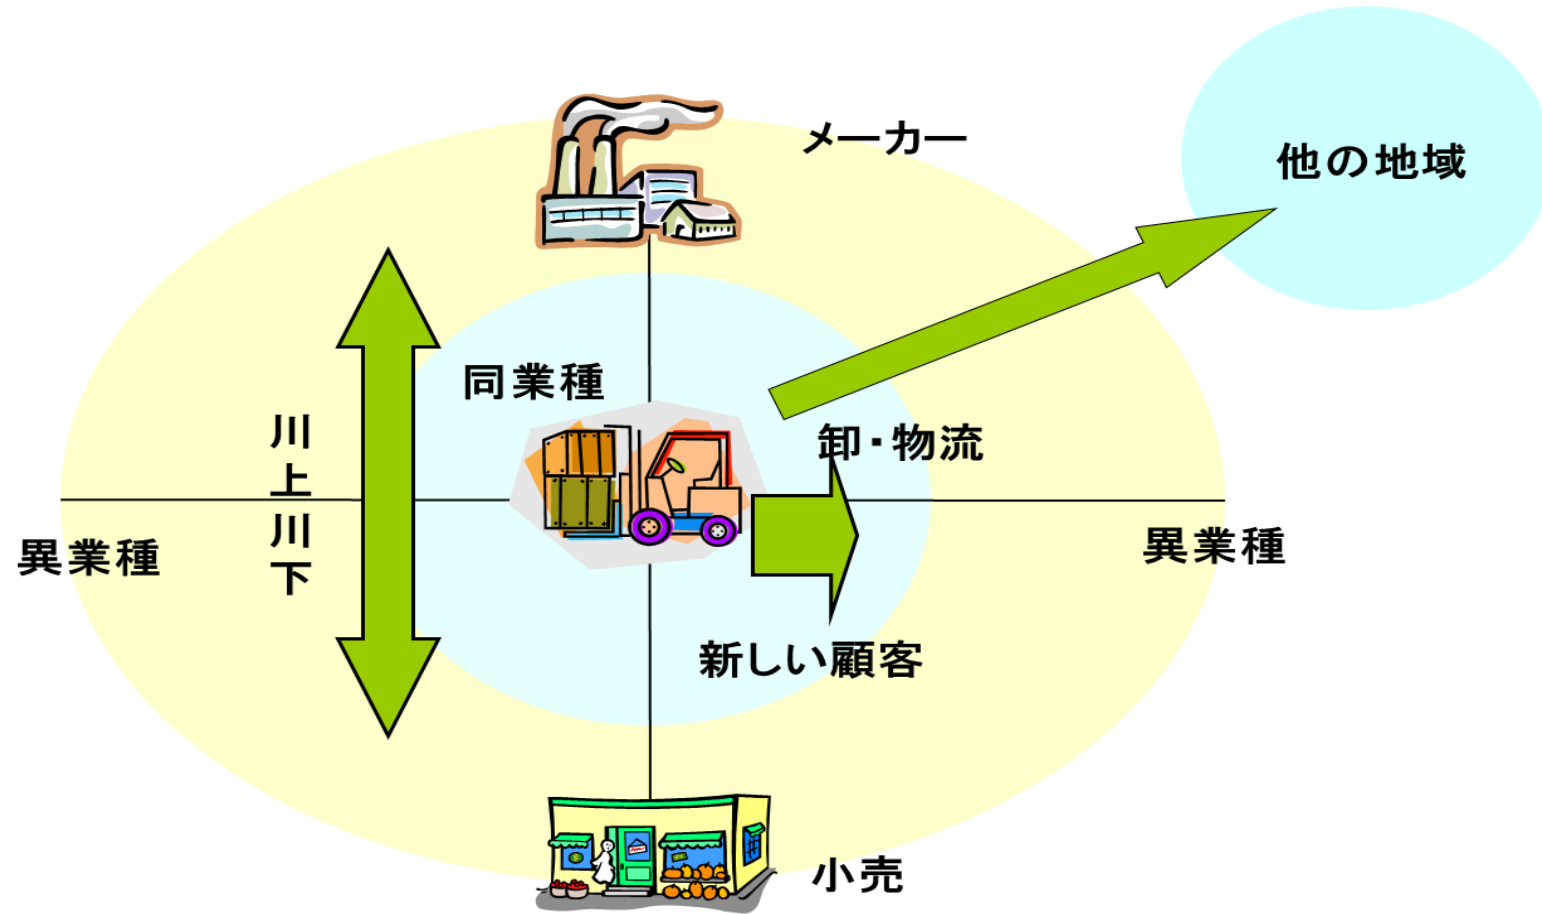 メーカー
他の地域
同業種
卸・物流
川上川下
異業種
異業種
新しい顧客
小売